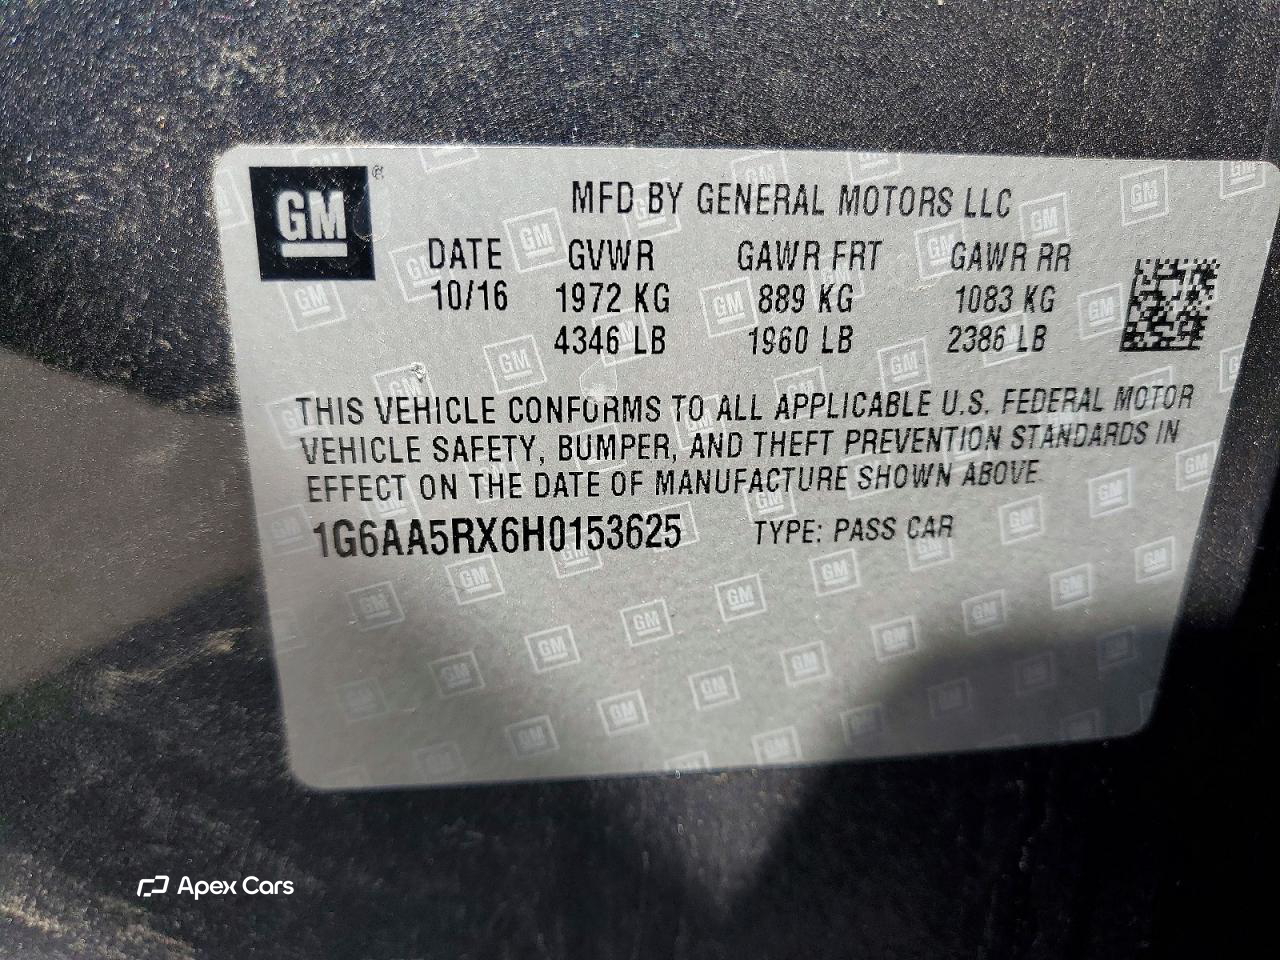 GM ®
MFD BY GENERAL MOTORS LLC
DATE GVWR GAWR FRT GAWR RR
10/16 1972 KG 889 KG 1083 KG
4346 LB 1960 LB 2386 LB
THIS VEHICLE CONFORMS TO ALL APPLICABLE U.S. FEDERAL MOTOR
VEHICLE SAFETY, BUMPER, AND THEFT PREVENTION STANDARDS IN
EFFECT ON THE DATE OF MANUFACTURE SHOWN ABOVE.
1G6AA5RX6H0153625 TYPE: PASS CAR
Apex Cars